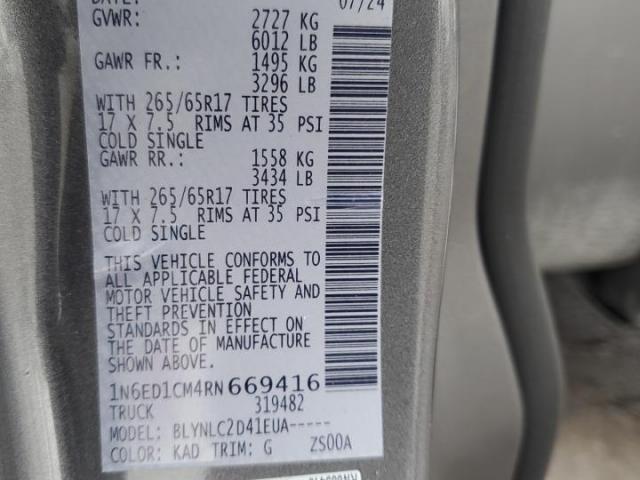 DATE: 07/24
GVWR: 2727 KG
6012 LB
GAWR FR.: 1495 KG
3296 LB
WITH 265/65R17 TIRES
17 X 7.5 RIMS AT 35 PSI
COLD SINGLE
GAWR RR.: 1558 KG
3434 LB
WITH 265/65R17 TIRES
17 X 7.5 RIMS AT 35 PSI
COLD SINGLE
THIS VEHICLE CONFORMS TO
ALL APPLICABLE FEDERAL
MOTOR VEHICLE SAFETY AND
THEFT PREVENTION
STANDARDS IN EFFECT ON
THE DATE OF MANUFACTURE
SHOWN ABOVE.
1N6ED1CM4RN669416
TRUCK 319482
MODEL: BLYNLC2D41EUA-----
COLOR: KAD TRIM: G ZS00A